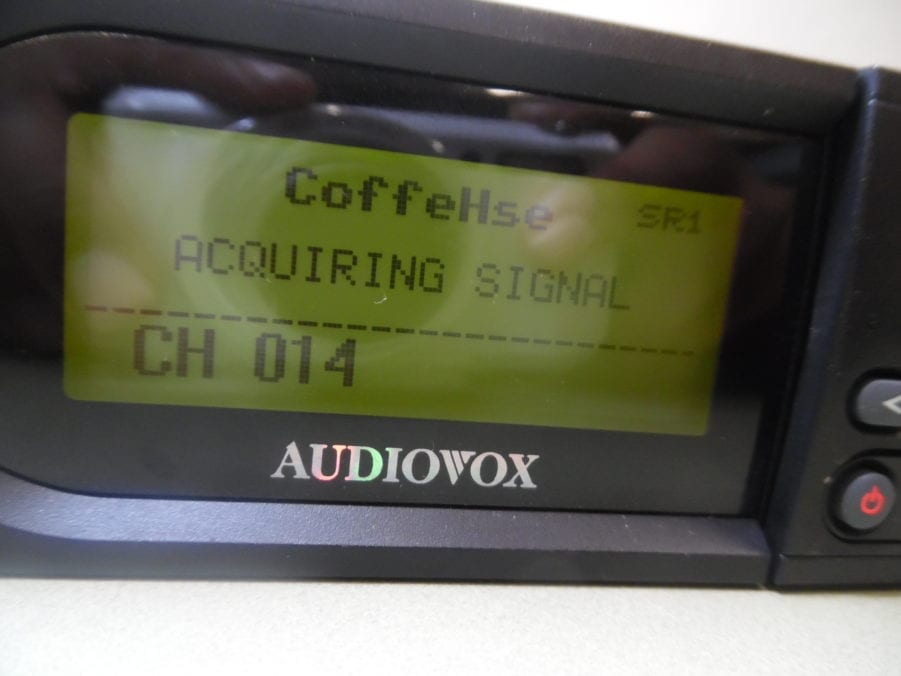 CoffeHse SR1
ACQUIRING SIGNAL
CH 014
AUDIOVOX